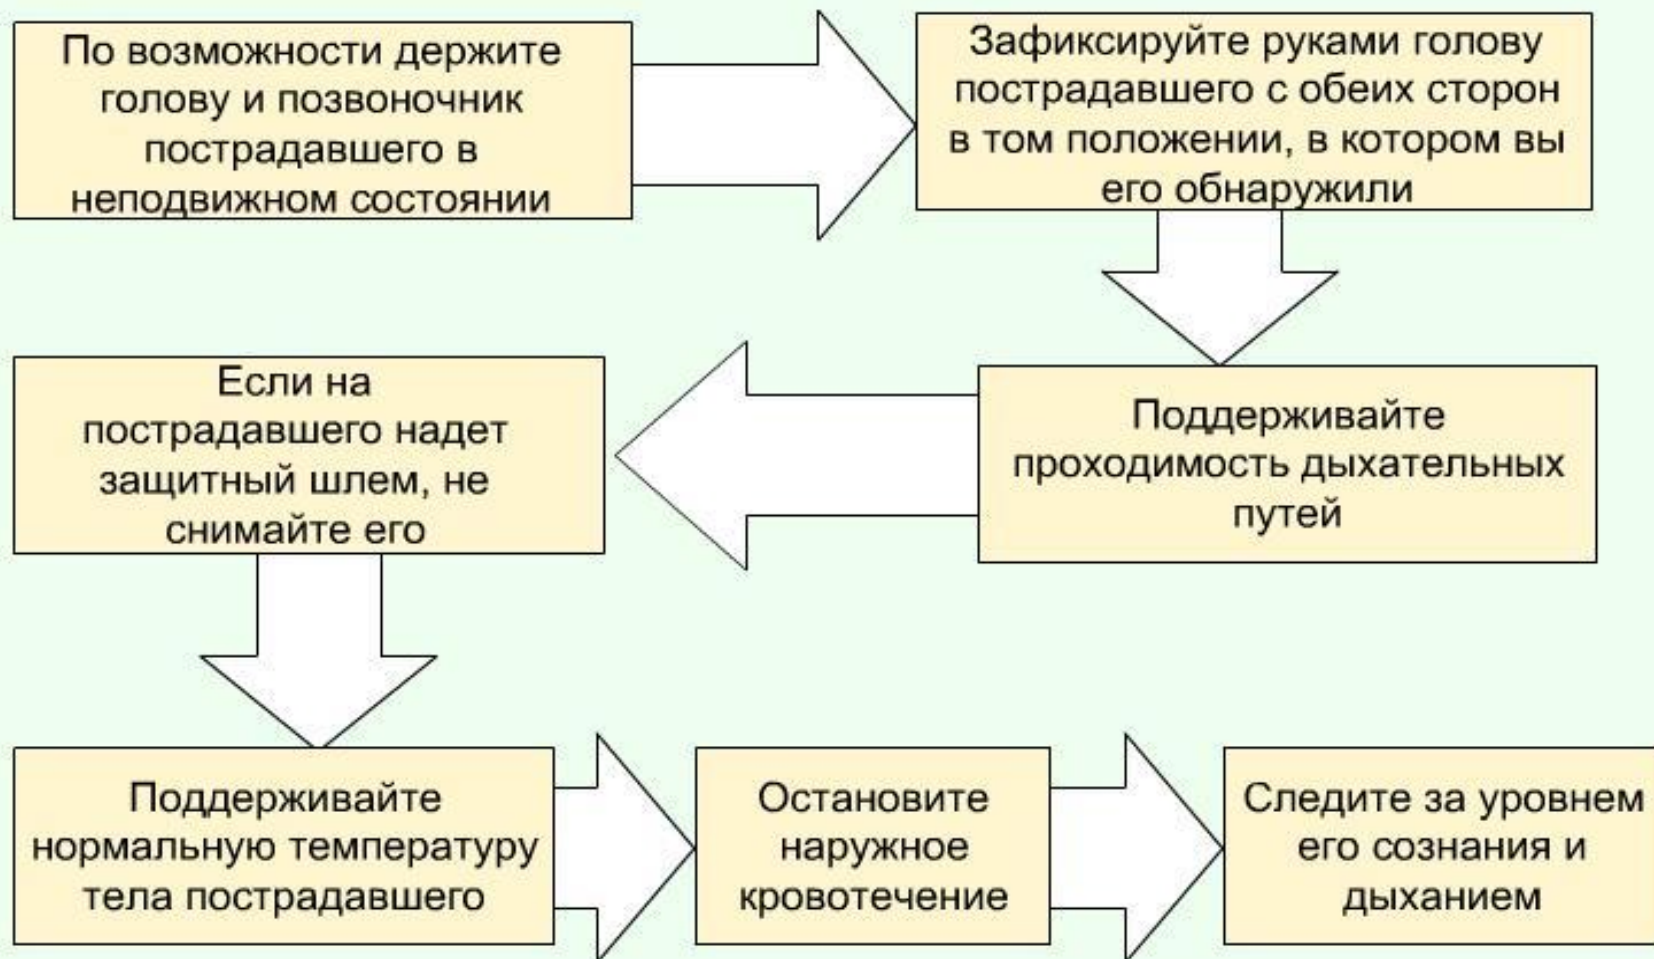 По возможности держите
голову и позвоночник
пострадавшего в
неподвижном состоянии
Зафиксируйте руками голову
пострадавшего с обеих сторон
в том положении, в котором вы
его обнаружили
Поддерживайте
проходимость дыхательных
путей
Если на
пострадавшего надет
защитный шлем, не
снимайте его
Поддерживайте
нормальную температуру
тела пострадавшего
Остановите
наружное
кровотечение
Следите за уровнем
его сознания и
дыханием